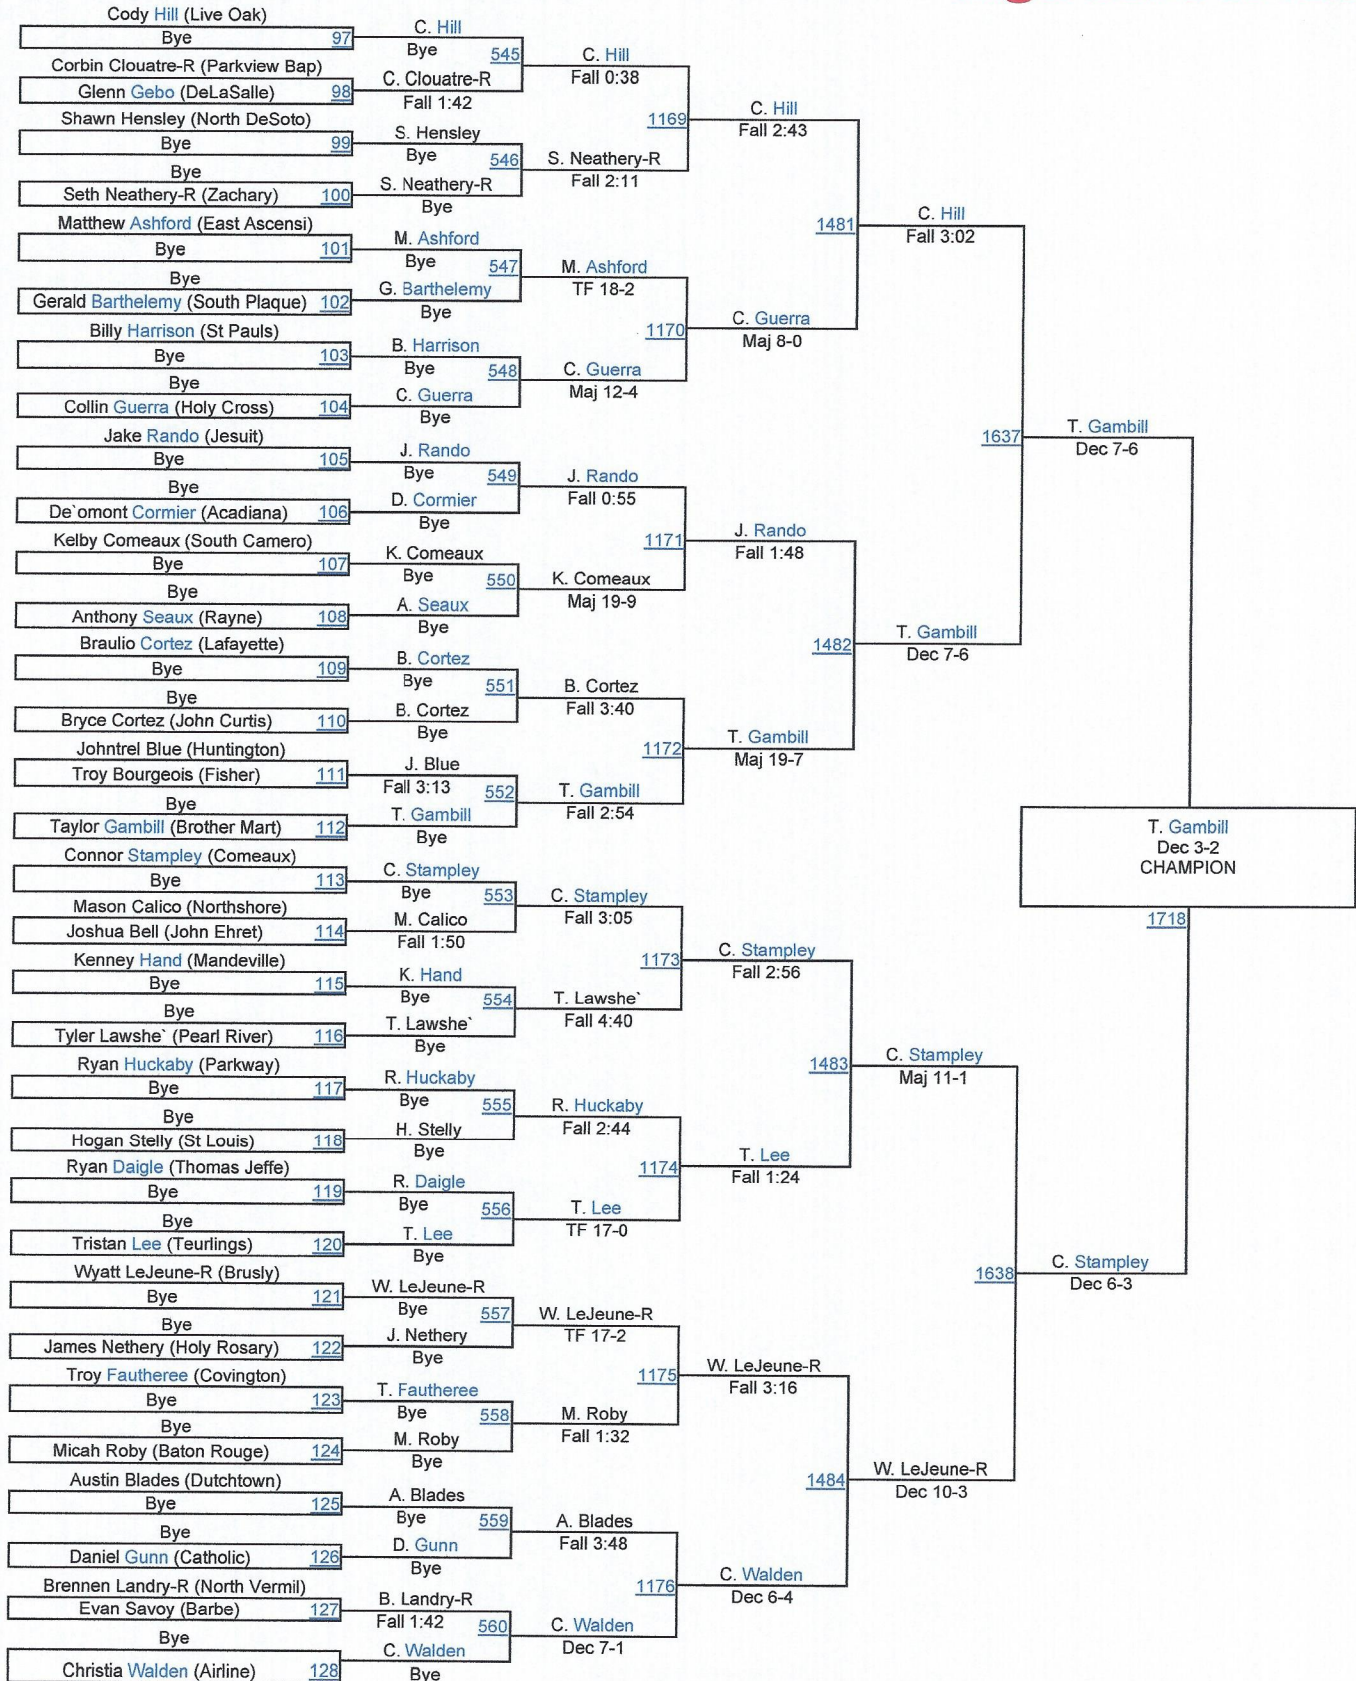 Cody Hill (Live Oak)
Bye 97
Corbin Clouatre-R (Parkview Bap)
Glenn Gebo (DeLaSalle) 98
Shawn Hensley (North DeSoto)
Bye 99
Bye
Seth Neathery-R (Zachary) 100
Matthew Ashford (East Ascensi)
Bye 101
Bye
Gerald Barthelemy (South Plaque) 102
Billy Harrison (St Pauls)
Bye 103
Bye
Collin Guerra (Holy Cross) 104
Jake Rando (Jesuit)
Bye 105
Bye
De`omont Cormier (Acadiana) 106
Kelby Comeaux (South Camero)
Bye 107
Bye
Anthony Seaux (Rayne) 108
Braulio Cortez (Lafayette)
Bye 109
Bye
Bryce Cortez (John Curtis) 110
Johntrel Blue (Huntington)
Troy Bourgeois (Fisher) 111
Bye
Taylor Gambill (Brother Mart) 112
Connor Stampley (Comeaux)
Bye 113
Mason Calico (Northshore)
Joshua Bell (John Ehret) 114
Kenney Hand (Mandeville)
Bye 115
Bye
Tyler Lawshe` (Pearl River) 116
Ryan Huckaby (Parkway)
Bye 117
Bye
Hogan Stelly (St Louis) 118
Ryan Daigle (Thomas Jeffe)
Bye 119
Bye
Tristan Lee (Teurlings) 120
Wyatt LeJeune-R (Brusly)
Bye 121
Bye
James Nethery (Holy Rosary) 122
Troy Fautheree (Covington)
Bye 123
Bye
Micah Roby (Baton Rouge) 124
Austin Blades (Dutchtown)
Bye 125
Bye
Daniel Gunn (Catholic) 126
Brennen Landry-R (North Vermil)
Evan Savoy (Barbe) 127
Bye
Christia Walden (Airline) 128
C. Hill
Bye 545
C. Clouatre-R
Fall 1:42
S. Hensley
Bye 546
S. Neathery-R
Bye
M. Ashford
Bye 547
G. Barthelemy
Bye
B. Harrison
Bye 548
C. Guerra
Bye
J. Rando
Bye 549
D. Cormier
Bye
K. Comeaux
Bye 550
A. Seaux
Bye
B. Cortez
Bye 551
B. Cortez
Bye
J. Blue
Fall 3:13 552
T. Gambill
Bye
C. Stampley
Bye 553
M. Calico
Fall 1:50
K. Hand
Bye 554
T. Lawshe`
Bye
R. Huckaby
Bye 555
H. Stelly
Bye
R. Daigle
Bye 556
T. Lee
Bye
W. LeJeune-R
Bye 557
J. Nethery
Bye
T. Fautheree
Bye 558
M. Roby
Bye
A. Blades
Bye 559
D. Gunn
Bye
B. Landry-R
Fall 1:42 560
C. Walden
Bye
C. Hill
Fall 0:38
1169
S. Neathery-R
Fall 2:11
M. Ashford
TF 18-2
1170
C. Guerra
Maj 12-4
J. Rando
Fall 0:55
1171
K. Comeaux
Maj 19-9
B. Cortez
Fall 3:40
1172
T. Gambill
Fall 2:54
C. Stampley
Fall 3:05
1173
T. Lawshe`
Fall 4:40
R. Huckaby
Fall 2:44
1174
T. Lee
TF 17-0
W. LeJeune-R
TF 17-2
1175
M. Roby
Fall 1:32
A. Blades
Fall 3:48
1176
C. Walden
Dec 7-1
C. Hill
Fall 2:43
1481
C. Guerra
Maj 8-0
J. Rando
Fall 1:48
1482
T. Gambill
Maj 19-7
C. Stampley
Fall 2:56
1483
T. Lee
Fall 1:24
W. LeJeune-R
Fall 3:16
1484
C. Walden
Dec 6-4
C. Hill
Fall 3:02
1637
T. Gambill
Dec 7-6
C. Stampley
Maj 11-1
1638
W. LeJeune-R
Dec 10-3
T. Gambill
Dec 7-6
T. Gambill
Dec 3-2
CHAMPION
1718
C. Stampley
Dec 6-3